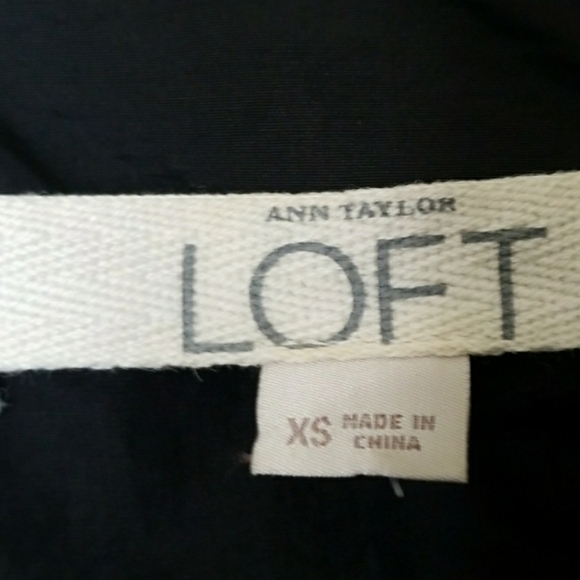 ANN TAYLOR
LOFT
XS MADE IN
CHINA